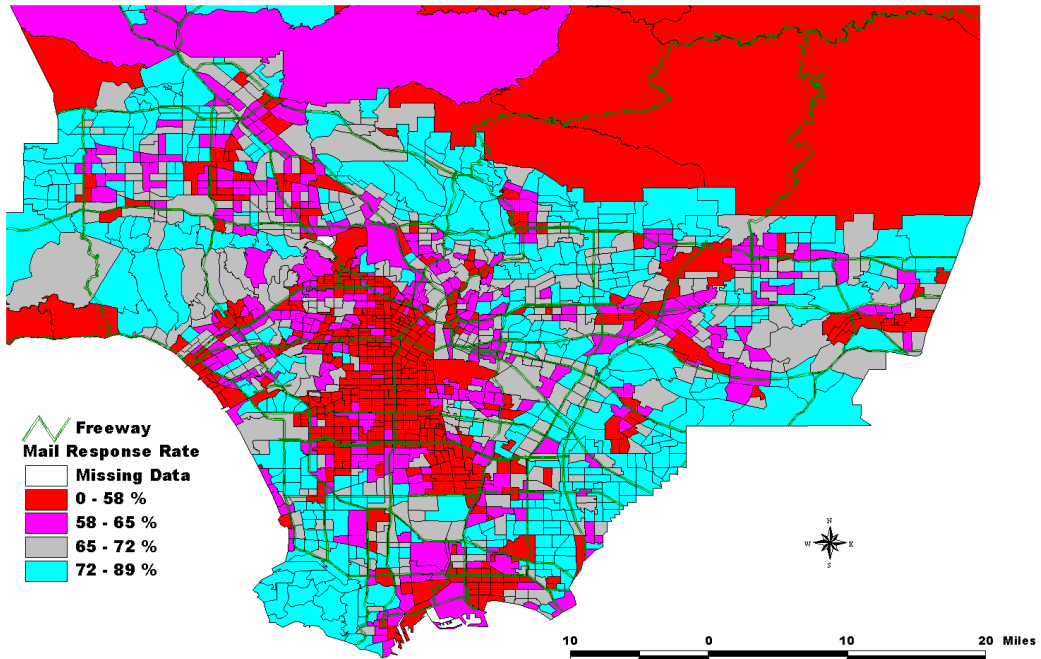 Freeway
Mail Response Rate
Missing Data
0 - 58 %
58 - 65 %
65 - 72 %
72 - 89 %
N
W E
S
10 0 10 20 Miles